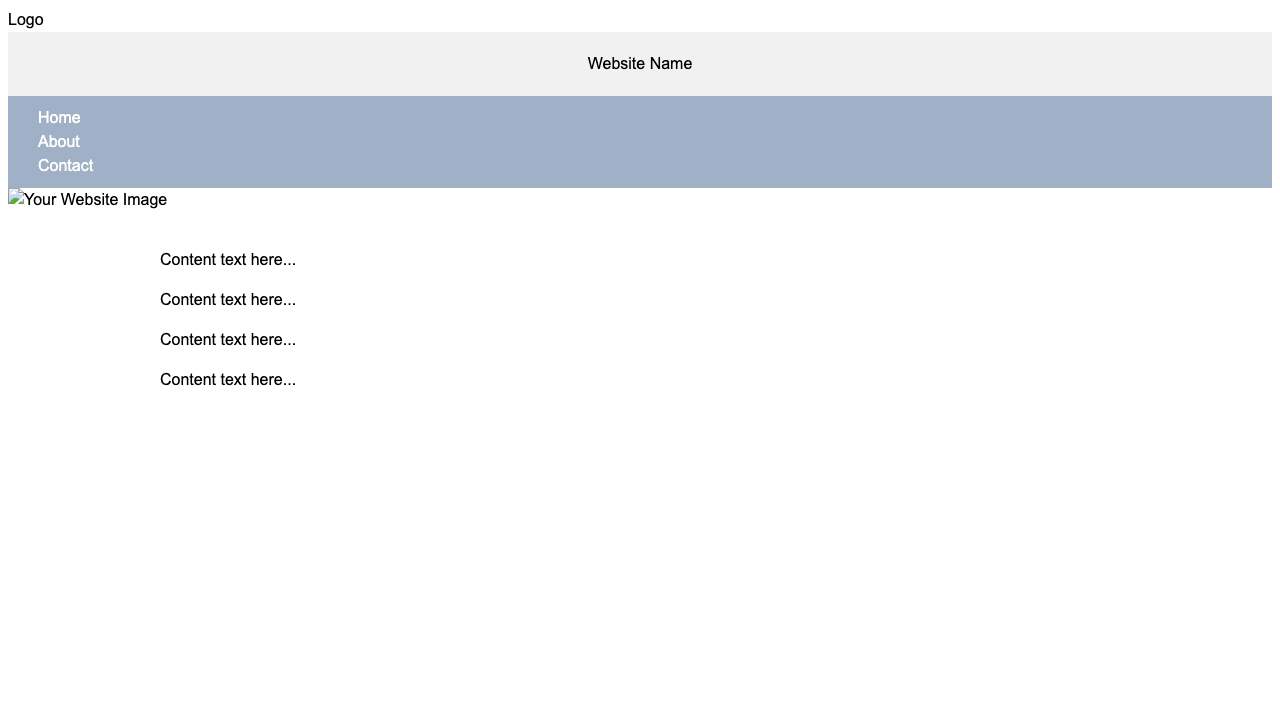 Logo
Website Name
Home
About
Contact
Your Website Image
Content text here...
Content text here...
Content text here...
Content text here...